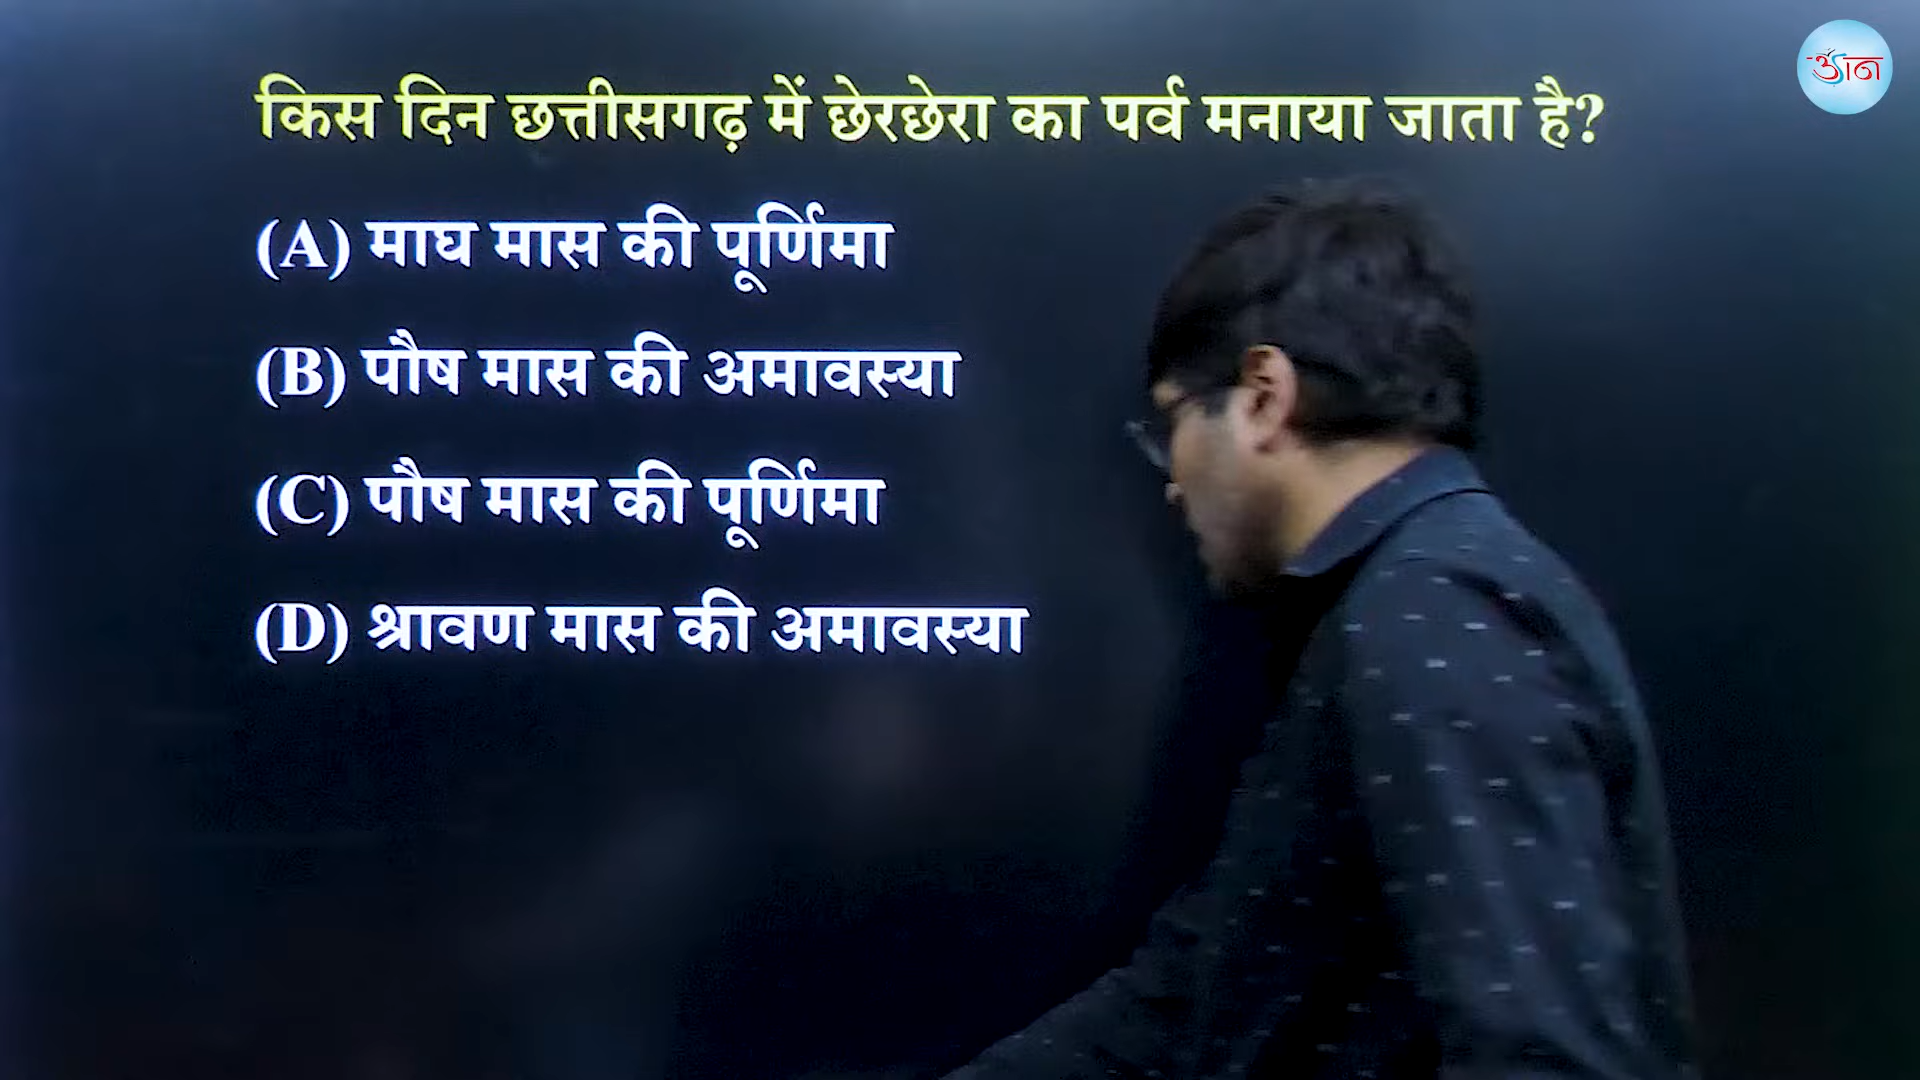 किस दिन छत्तीसगढ़ में छेरछेरा का पर्व मनाया जाता है?
(A) माघ मास की पूर्णिमा
(B) पौष मास की अमावस्या
(C) पौष मास की पूर्णिमा
(D) श्रावण मास की अमावस्या